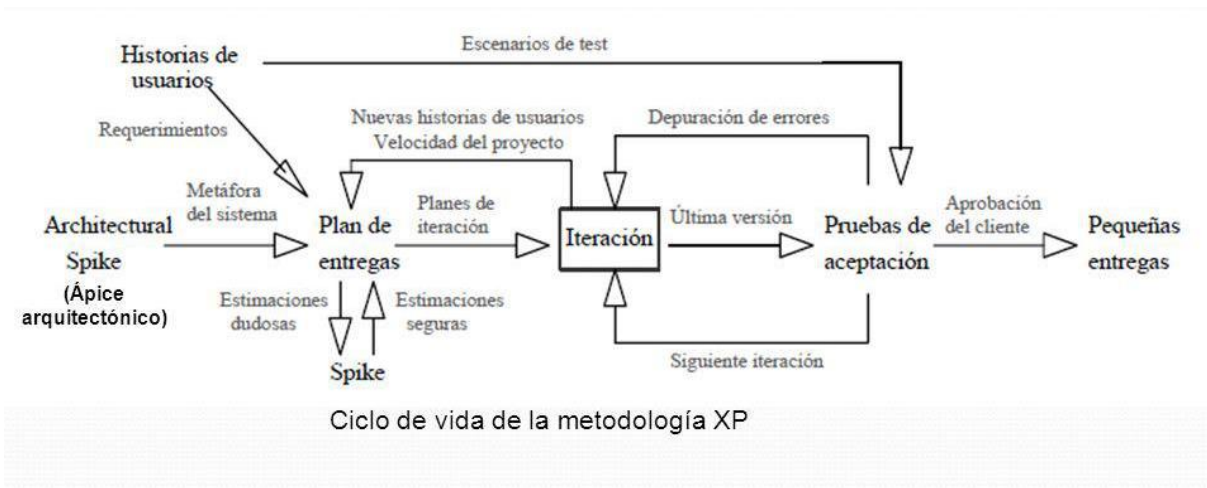 Escenarios de test
Historias de
usuarios
Requerimientos
Nuevas historias de usuarios
Velocidad del proyecto
Depuración de errores
Metáfora
del sistema
Architectural
Spike
(Ápice
arquitectónico)
Plan de
entregas
Planes de
iteración
Iteración
Última versión
Pruebas de
aceptación
Aprobación
del cliente
Pequeñas
entregas
Estimaciones
dudosas
Estimaciones
seguras
Spike
Siguiente iteración
Ciclo de vida de la metodología XP